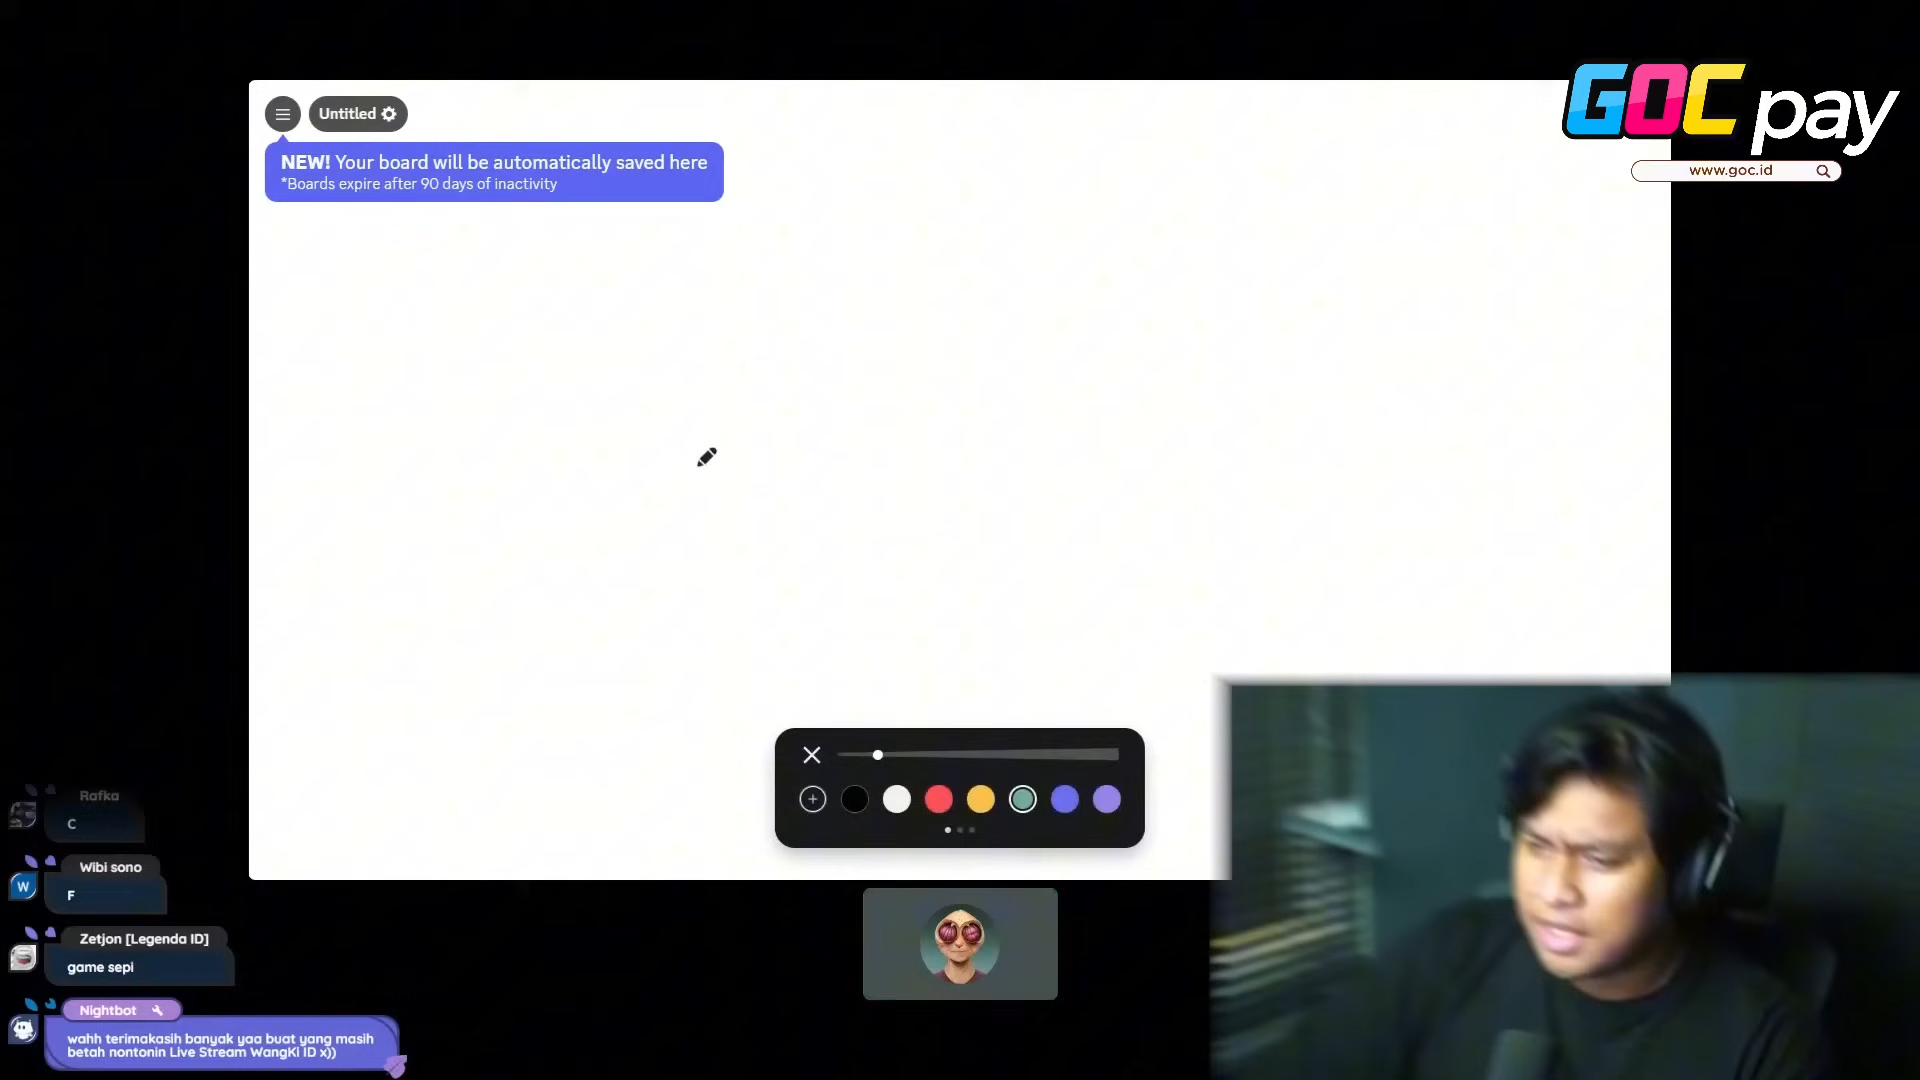 GOC pay
www.goc.id
Untitled
NEW! Your board will be automatically saved here
*Boards expire after 90 days of inactivity
Rafka
C
Wibi sono
W
F
Zetjon [Legenda ID]
game sepi
Nightbot
wahh terimakasih banyak yaa buat yang masih
betah nontonin Live Stream WangKi ID x))